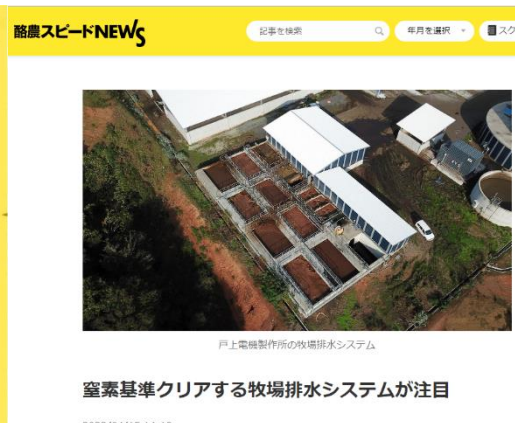 酪農スピードNEWS
記事を検索
年月を選択
スク
戸上電機製作所の牧場排水システム
窒素基準クリアする牧場排水システムが注目